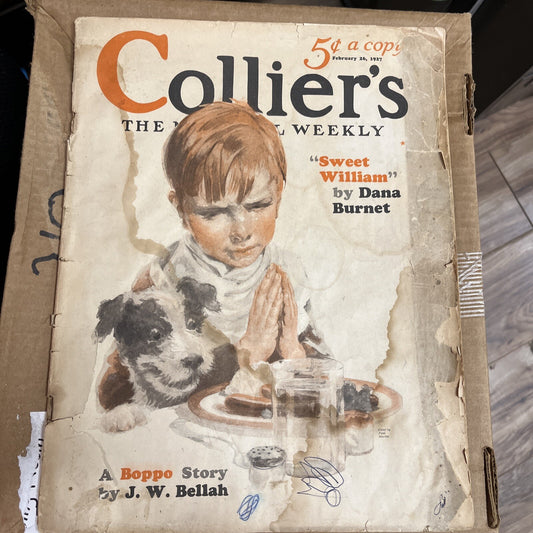 5¢ a copy
February 26, 1927
Collier's
THE N L WEEKLY
"Sweet
William"
by Dana
Burnet
A Boppo Story
by J. W. Bellah